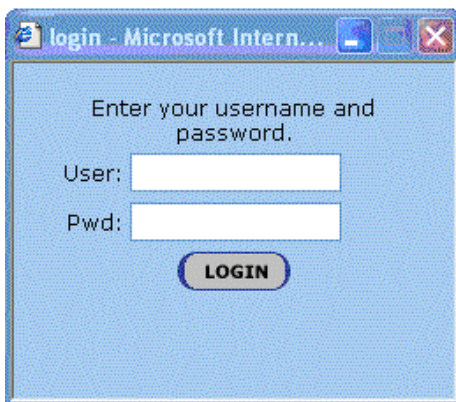 login - Microsoft Intern...
Enter your username and
password.
User:
Pwd:
LOGIN